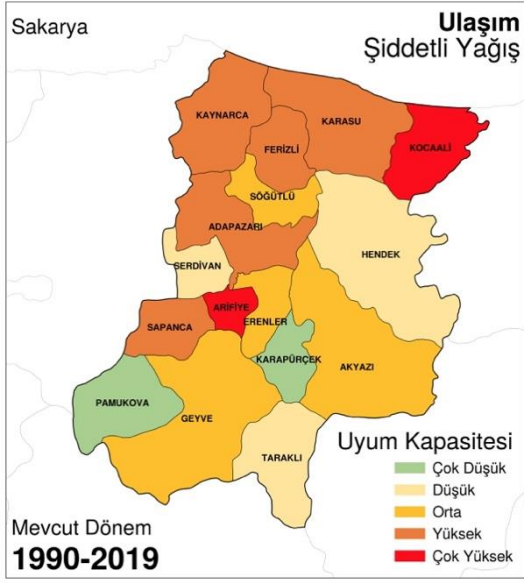 Sakarya
Ulaşım
Şiddetli Yağış
KAYNARCA
KARASU
KOCAALİ
FERİZLİ
SÖĞÜTLÜ
ADAPAZARI
HENDEK
SERDİVAN
ARİFİYE
ERENLER
SAPANCA
KARAPÜRÇEK
AKYAZI
PAMUKOVA
GEYVE
TARAKLI
Uyum Kapasitesi
Çok Düşük
Düşük
Orta
Yüksek
Çok Yüksek
Mevcut Dönem
1990-2019